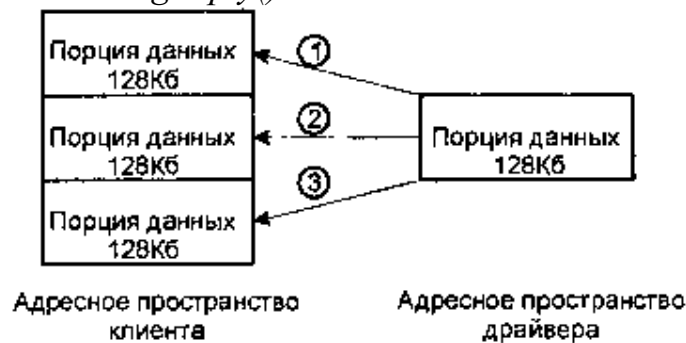 Порция данных
128Кб
①
Порция данных
128Кб
②
Порция данных
128Кб
Порция данных
128Кб
③
Адресное пространство
клиента
Адресное пространство
драйвера